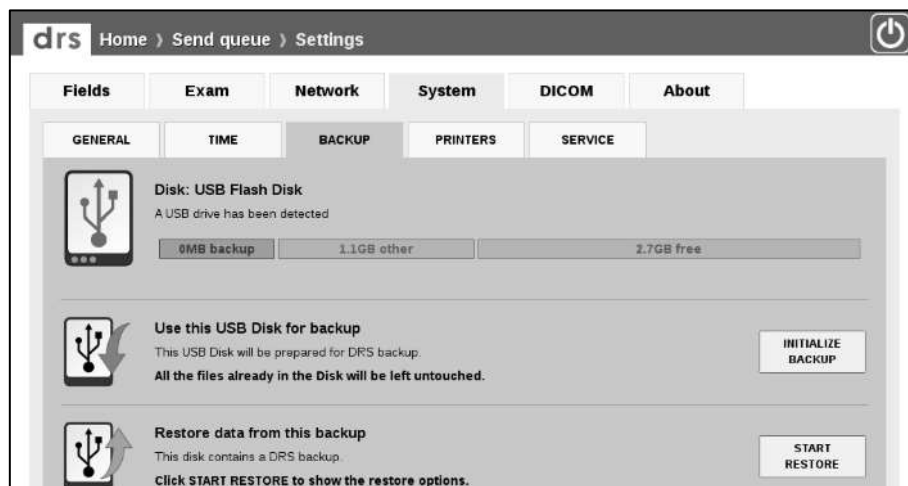 drs Home ⟩ Send queue ⟩ Settings
Fields Exam Network System DICOM About
GENERAL TIME BACKUP PRINTERS SERVICE
Disk: USB Flash Disk
A USB drive has been detected
0MB backup 1.1GB other 2.7GB free
Use this USB Disk for backup
This USB Disk will be prepared for DRS backup.
All the files already in the Disk will be left untouched.
INITIALIZE
BACKUP
Restore data from this backup
This disk contains a DRS backup.
Click START RESTORE to show the restore options.
START
RESTORE